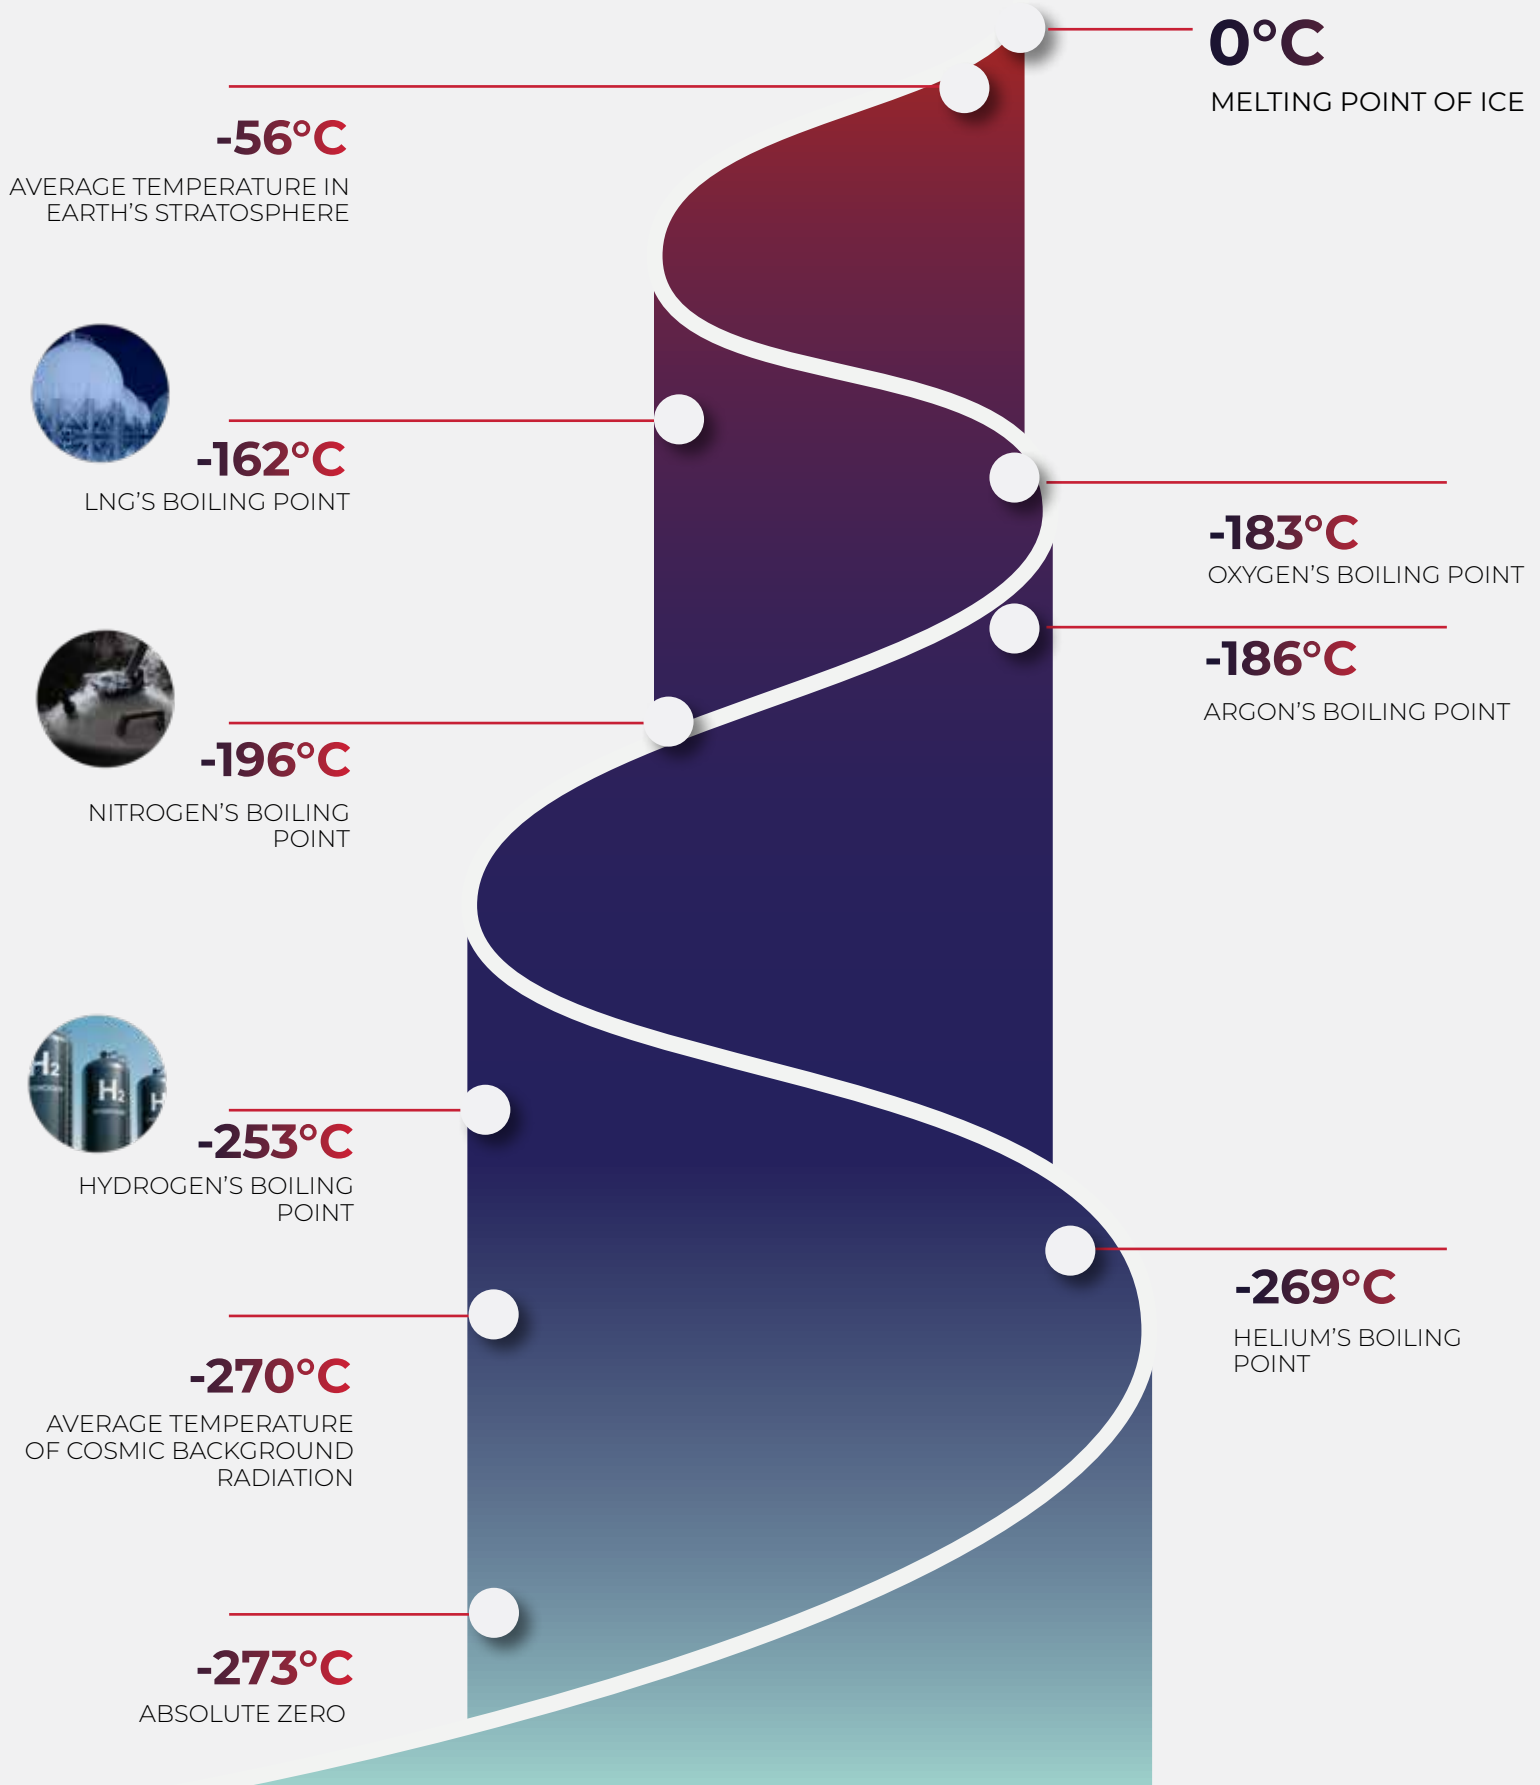 0°C
MELTING POINT OF ICE
-56°C
AVERAGE TEMPERATURE IN
EARTH'S STRATOSPHERE
-162°C
LNG'S BOILING POINT
-183°C
OXYGEN'S BOILING POINT
-186°C
ARGON'S BOILING POINT
-196°C
NITROGEN'S BOILING
POINT
H2
H2
H
-253°C
HYDROGEN'S BOILING
POINT
-269°C
HELIUM'S BOILING
POINT
-270°C
AVERAGE TEMPERATURE
OF COSMIC BACKGROUND
RADIATION
-273°C
ABSOLUTE ZERO